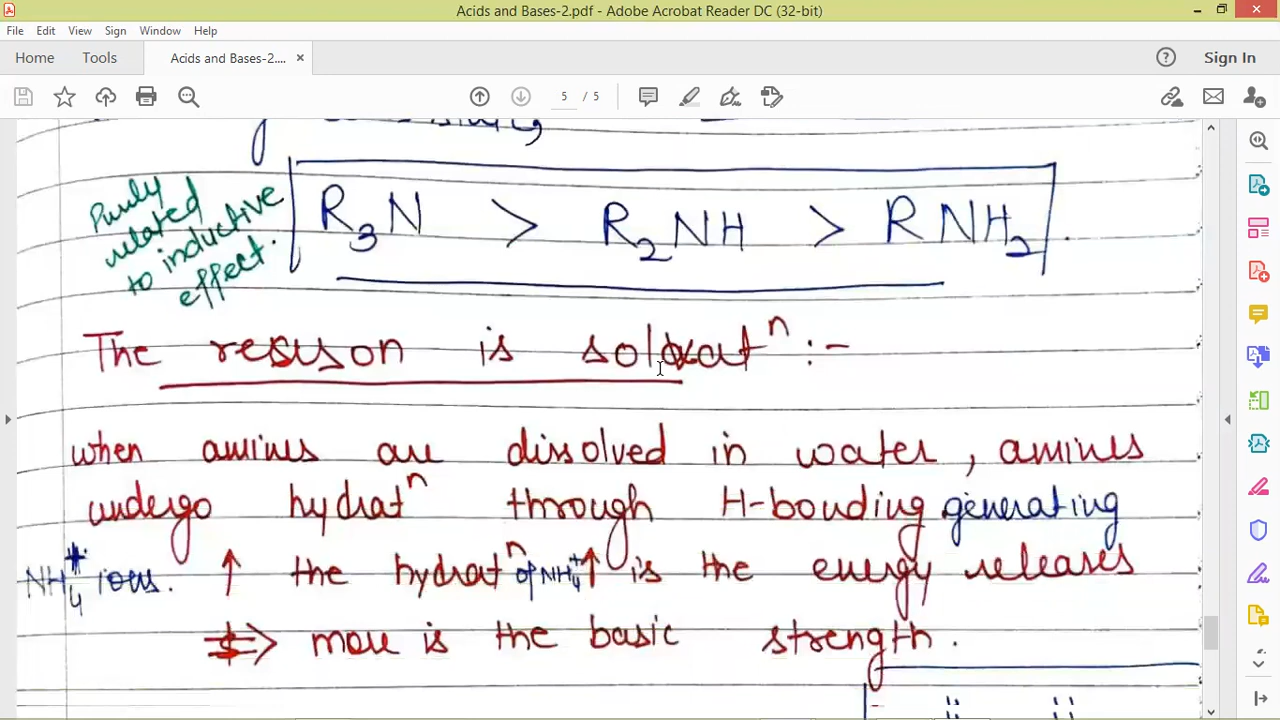 Acids and Bases-2.pdf - Adobe Acrobat Reader DC (32-bit)
File Edit View Sign Window Help
Home Tools Acids and Bases-2.... × Sign In
5 / 5
Purely related to inductive effect.
R₃N > R₂NH > RNH₂.
The reason is solvatⁿ :-
when amines are dissolved in water, amines
undergo hydratⁿ through H-bonding generating
NH₄⁺ ions. ↑ the hydratⁿ of NH₄⁺ ↑ is the energy releases
⇒ more is the basic strength.